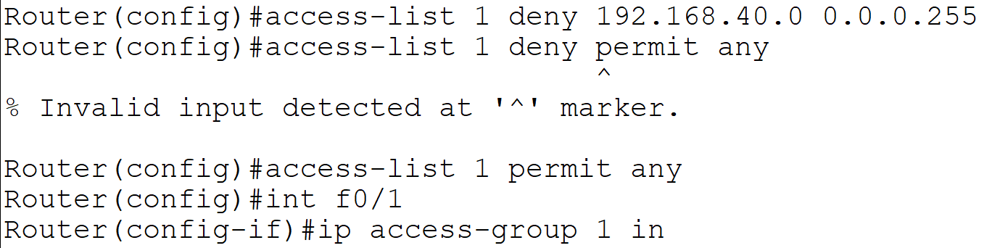 Router(config)#access-list 1 deny 192.168.40.0 0.0.0.255
Router(config)#access-list 1 deny permit any
^
% Invalid input detected at '^' marker.
Router(config)#access-list 1 permit any
Router(config)#int f0/1
Router(config-if)#ip access-group 1 in